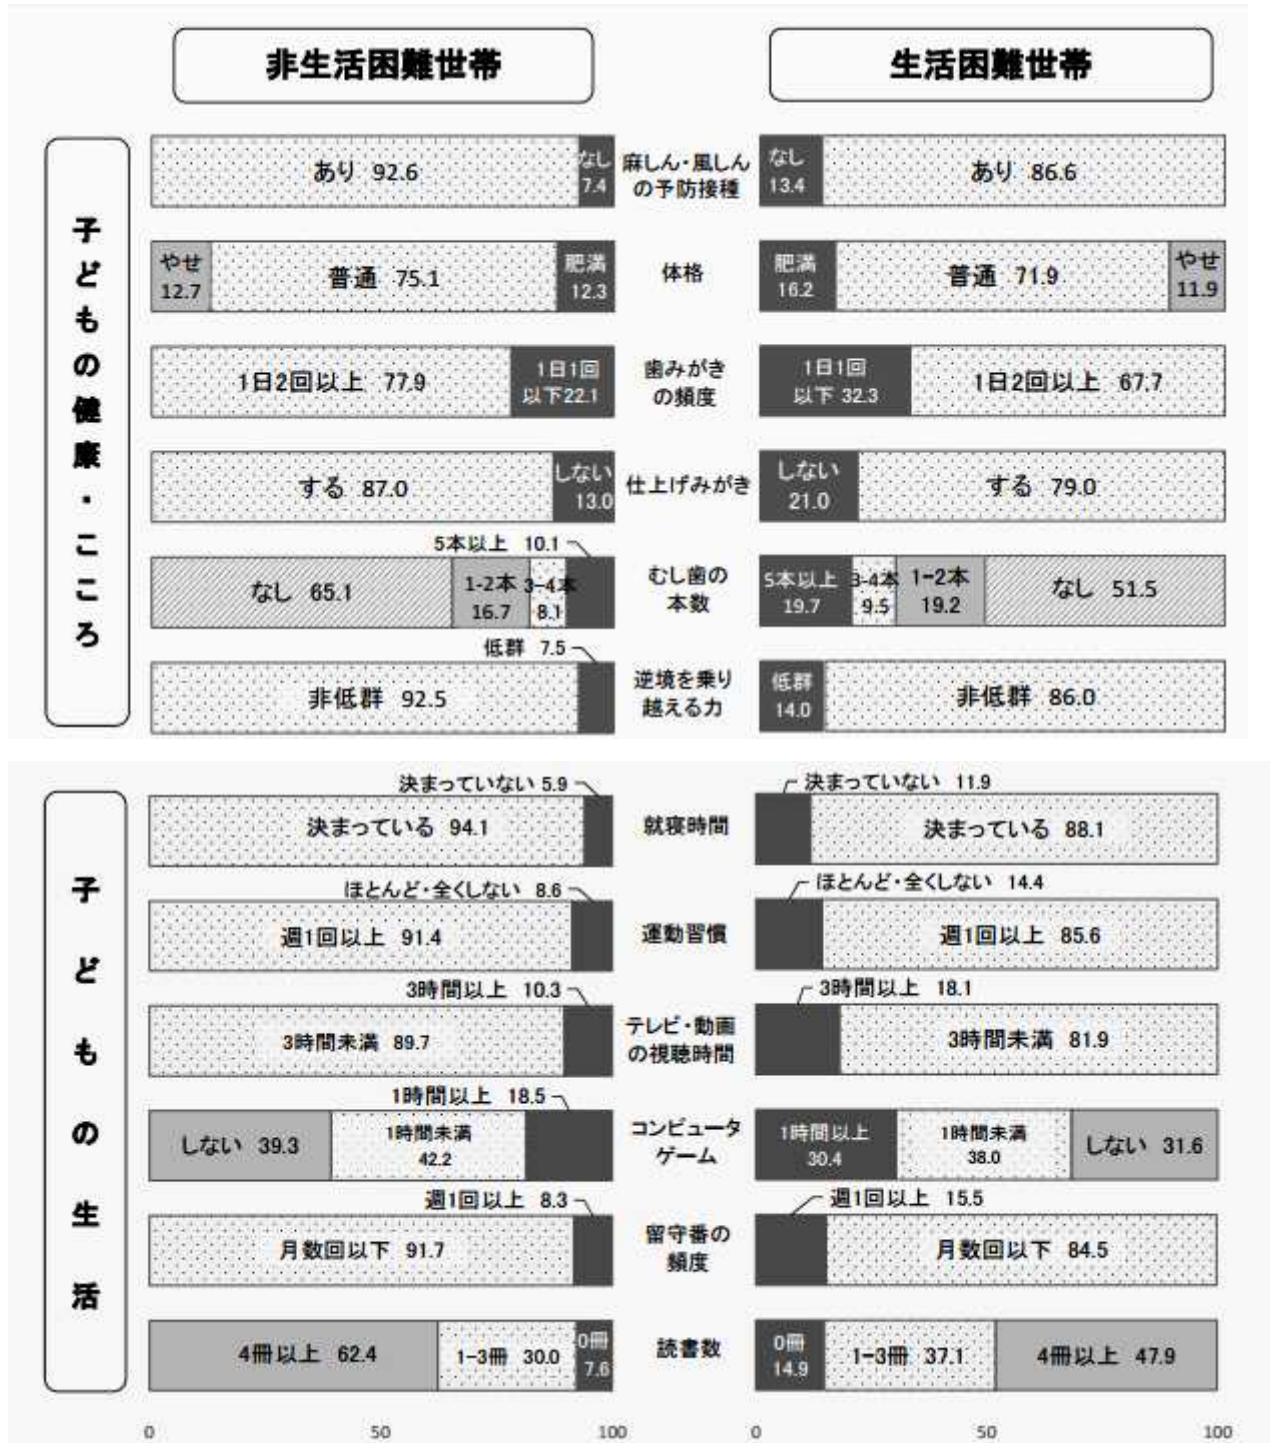 非生活困難世帯
生活困難世帯
子どもの健康・こころ
あり 92.6
なし
7.4
麻しん・風しん
の予防接種
なし
13.4
あり 86.6
やせ
12.7
普通 75.1
肥満
12.3
体格
肥満
16.2
普通 71.9
やせ
11.9
1日2回以上 77.9
1日1回
以下22.1
歯みがき
の頻度
1日1回
以下 32.3
1日2回以上 67.7
する 87.0
しない
13.0
仕上げみがき
しない
21.0
する 79.0
5本以上 10.1
なし 65.1
1-2本
16.7
3-4本
8.1
むし歯の
本数
5本以上
19.7
3-4本
9.5
1-2本
19.2
なし 51.5
低群 7.5
非低群 92.5
逆境を乗り
越える力
低群
14.0
非低群 86.0
子どもの生活
決まっていない 5.9
決まっている 94.1
就寝時間
決まっていない 11.9
決まっている 88.1
ほとんど・全くしない 8.6
週1回以上 91.4
運動習慣
ほとんど・全くしない 14.4
週1回以上 85.6
3時間以上 10.3
3時間未満 89.7
テレビ・動画
の視聴時間
3時間以上 18.1
3時間未満 81.9
1時間以上 18.5
しない 39.3
1時間未満
42.2
コンピュータ
ゲーム
1時間以上
30.4
1時間未満
38.0
しない 31.6
週1回以上 8.3
月数回以下 91.7
留守番の
頻度
週1回以上 15.5
月数回以下 84.5
4冊以上 62.4
1-3冊 30.0
0冊
7.6
読書数
0冊
14.9
1-3冊 37.1
4冊以上 47.9
0 50 100
0 50 100